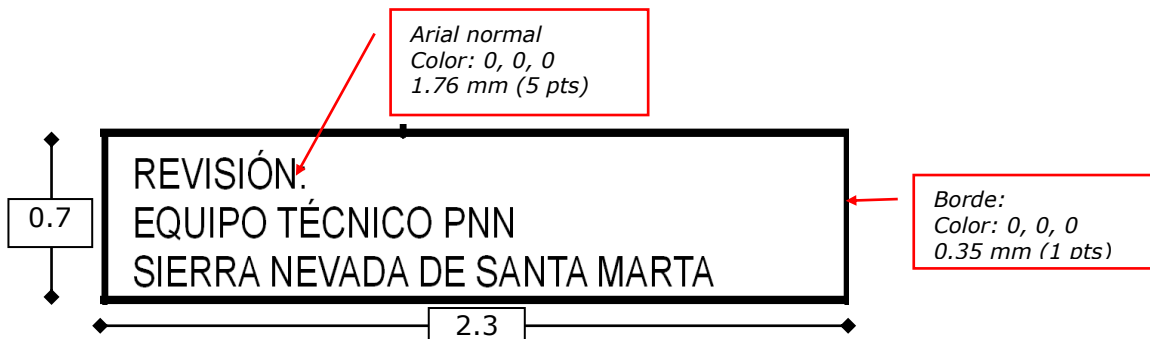 Arial normal
Color: 0, 0, 0
1.76 mm (5 pts)
REVISIÓN.
EQUIPO TÉCNICO PNN
SIERRA NEVADA DE SANTA MARTA
0.7
Borde:
Color: 0, 0, 0
0.35 mm (1 pts)
2.3